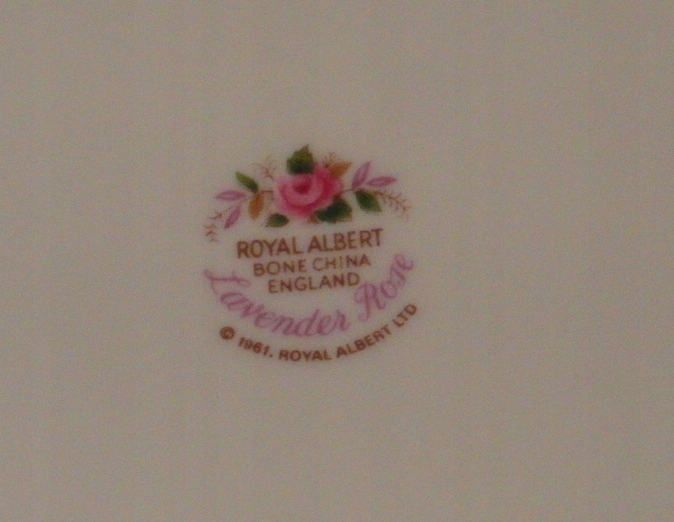 ROYAL ALBERT
BONE CHINA
ENGLAND
Lavender Rose
© 1961. ROYAL ALBERT LTD